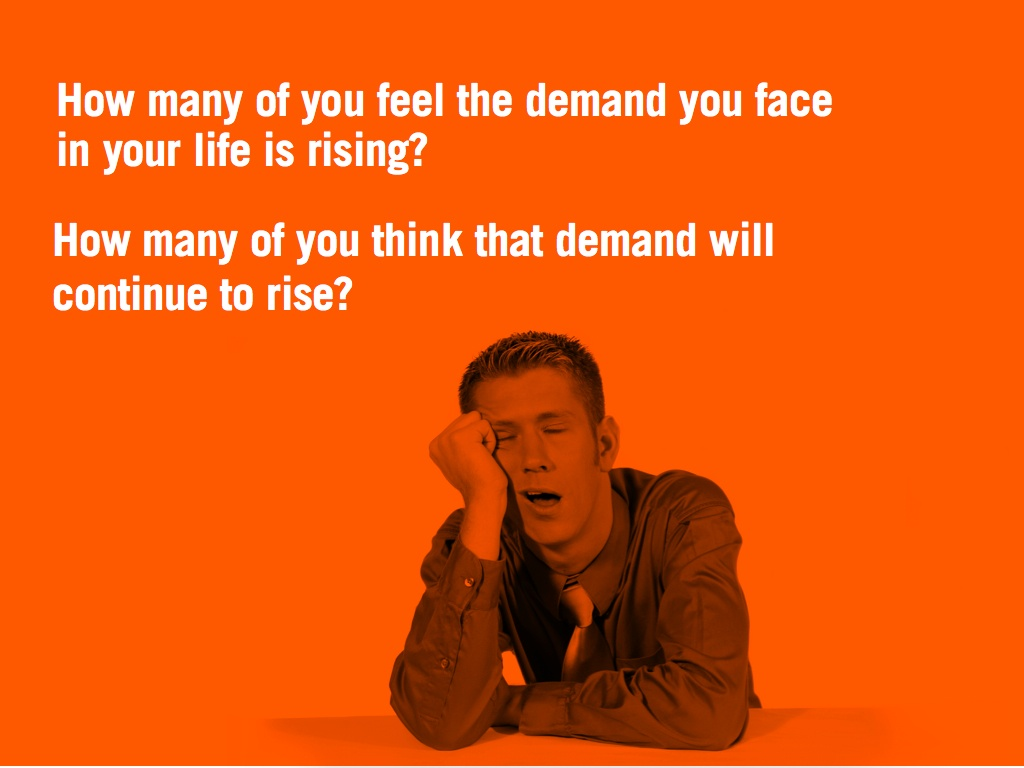 How many of you feel the demand you face
in your life is rising?
How many of you think that demand will
continue to rise?